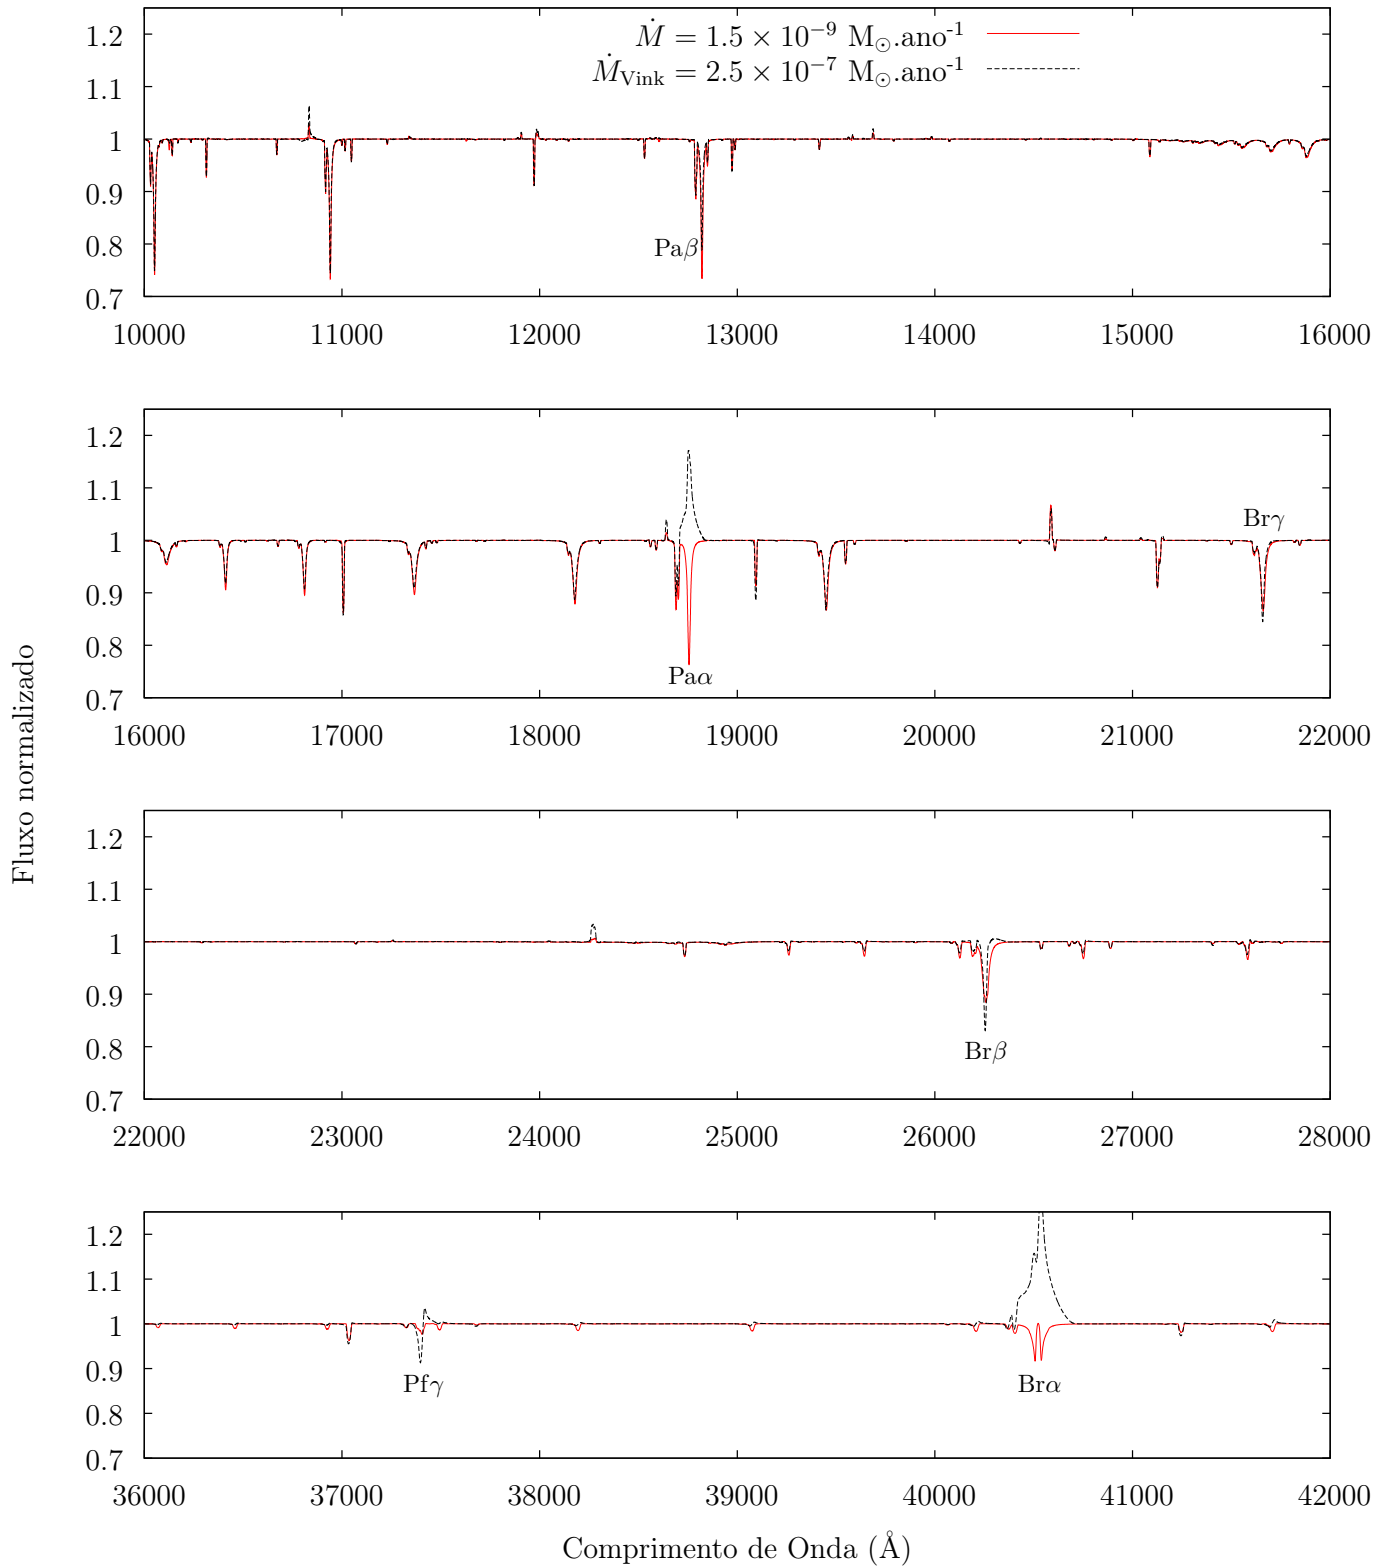 Ṁ = 1.5 × 10⁻⁹ M⊙.ano⁻¹
Ṁ_Vink = 2.5 × 10⁻⁷ M⊙.ano⁻¹
1.2
1.1
1
0.9
0.8
0.7
Paβ
10000 11000 12000 13000 14000 15000 16000
1.2
1.1
1
0.9
0.8
0.7
Brγ
Paα
16000 17000 18000 19000 20000 21000 22000
Fluxo normalizado
1.2
1.1
1
0.9
0.8
0.7
Brβ
22000 23000 24000 25000 26000 27000 28000
1.2
1.1
1
0.9
0.8
0.7
Pfγ
Brα
36000 37000 38000 39000 40000 41000 42000
Comprimento de Onda (Å)